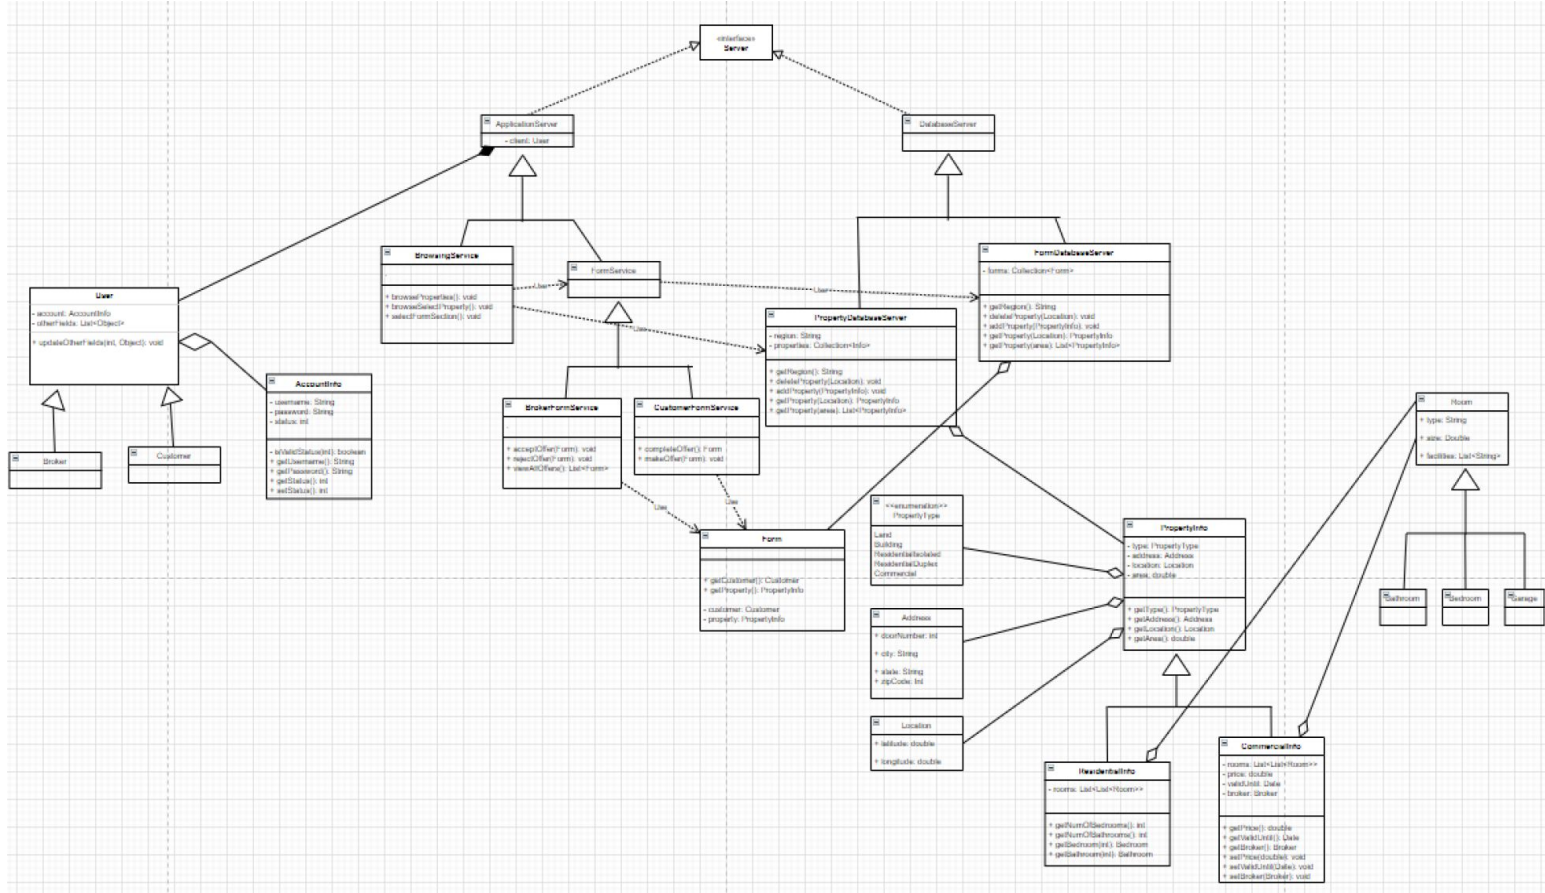 <interface>
Server
ApplicationServer
- client: User
DatabaseServer
BrowsingService
+ browseProperties(): void
+ browseSelectProperty(): void
+ selectFormSection(): void
FormService
Use
Use
Use
FormDatabaseServer
- forms: Collection<Form>
+ getRegion(): String
+ deleteProperty(Location): void
+ addProperty(PropertyInfo): void
+ getProperty(Location): PropertyInfo
+ getProperty(area): List<PropertyInfo>
User
- account: AccountInfo
- otherFields: List<Object>
+ updateOtherFields(int, Object): void
PropertyDatabaseServer
- region: String
- properties: Collection<Info>
+ getRegion(): String
+ deleteProperty(Location): void
+ addProperty(PropertyInfo): void
+ getProperty(Location): PropertyInfo
+ getProperty(area): List<PropertyInfo>
AccountInfo
- username: String
- password: String
- status: int
- isValidStatus(int): boolean
+ getUsername(): String
+ getPassword(): String
+ getStatus(): int
+ setStatus(): int
Broker
Customer
BrokerFormService
+ acceptOffer(Form): void
+ rejectOffer(Form): void
+ viewAllOffers(): List<Form>
CustomerFormService
+ completeOffer(): Form
+ makeOffer(Form): void
Use
Use
Room
+ type: String
+ size: Double
+ facilities: List<String>
Bathroom
Bedroom
Garage
<<enumeration>>
PropertyType
Land
Building
ResidentialIsolated
ResidentialDuplex
Commercial
Form
+ getCustomer(): Customer
+ getProperty(): PropertyInfo
- customer: Customer
- property: PropertyInfo
PropertyInfo
- type: PropertyType
- address: Address
- location: Location
- area: double
+ getType(): PropertyType
+ getAddress(): Address
+ getLocation(): Location
+ getArea(): double
Address
+ doorNumber: int
+ city: String
+ state: String
+ zipCode: Int
Location
+ latitude: double
+ longitude: double
ResidentialInfo
- rooms: List<List<Room>>
+ getNumOfBedrooms(): int
+ getNumOfBathrooms(): int
+ getBedroom(int): Bedroom
+ getBathroom(int): Bathroom
CommercialInfo
- rooms: List<List<Room>>
- price: double
- validUntil: Date
- broker: Broker
+ getPrice(): double
+ getValidUntil(): Date
+ getBroker(): Broker
+ setPrice(double): void
+ setValidUntil(Date): void
+ setBroker(Broker): void